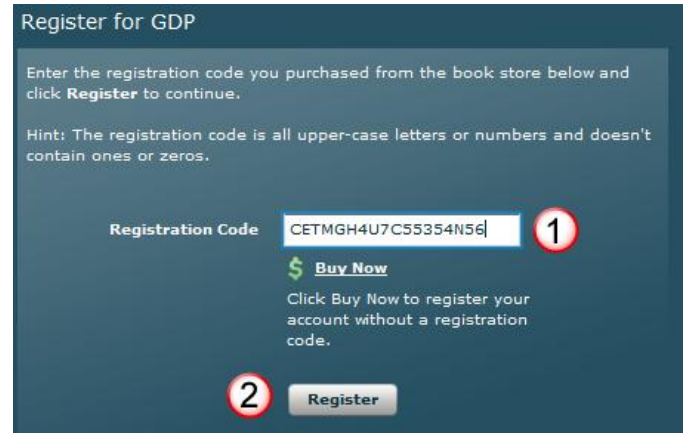 Register for GDP
Enter the registration code you purchased from the book store below and
click Register to continue.
Hint: The registration code is all upper-case letters or numbers and doesn't
contain ones or zeros.
Registration Code CETMGH4U7C55354N56 1
$ Buy Now
Click Buy Now to register your
account without a registration
code.
2 Register